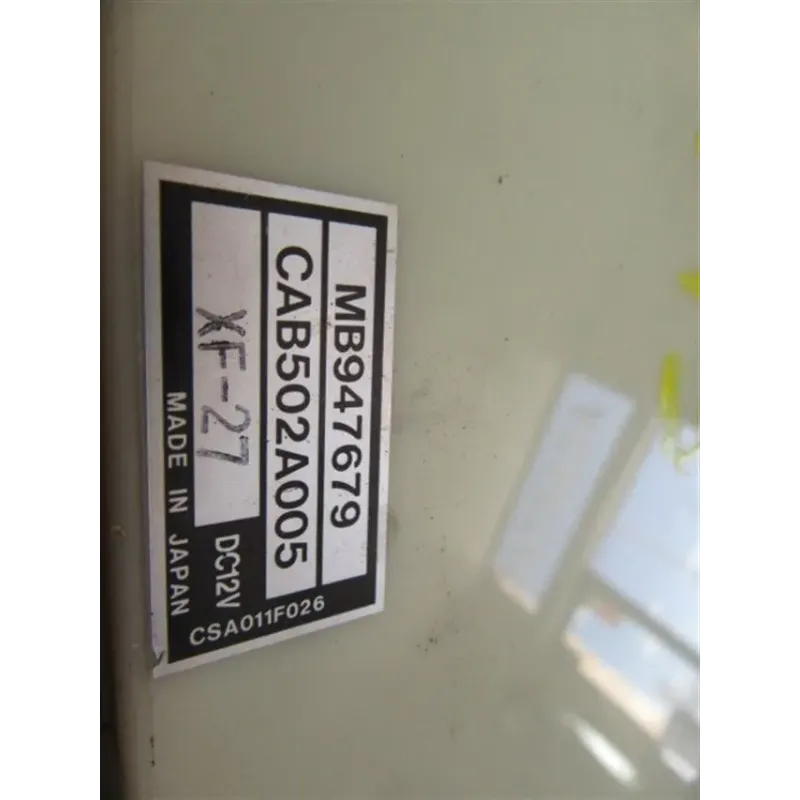 MB947679
CAB502A005
XF-27 DC12V
MADE IN JAPAN
CSA011F026